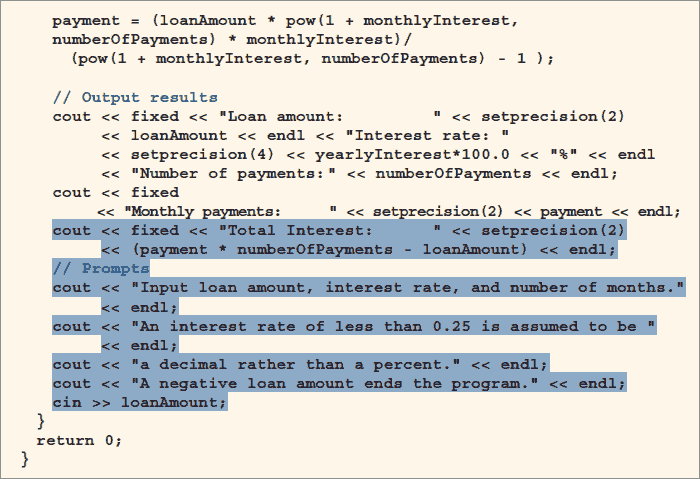 payment = (loanAmount * pow(1 + monthlyInterest,
numberOfPayments) * monthlyInterest)/
(pow(1 + monthlyInterest, numberOfPayments) - 1 );
// Output results
cout << fixed << "Loan amount:          " << setprecision(2)
<< loanAmount << endl << "Interest rate: "
<< setprecision(4) << yearlyInterest*100.0 << "%" << endl
<< "Number of payments:" << numberOfPayments << endl;
cout << fixed
<< "Monthly payments:     " << setprecision(2) << payment << endl;
cout << fixed << "Total Interest:       " << setprecision(2)
<< (payment * numberOfPayments - loanAmount) << endl;
// Prompts
cout << "Input loan amount, interest rate, and number of months."
<< endl;
cout << "An interest rate of less than 0.25 is assumed to be "
<< endl;
cout << "a decimal rather than a percent." << endl;
cout << "A negative loan amount ends the program." << endl;
cin >> loanAmount;
}
return 0;
}